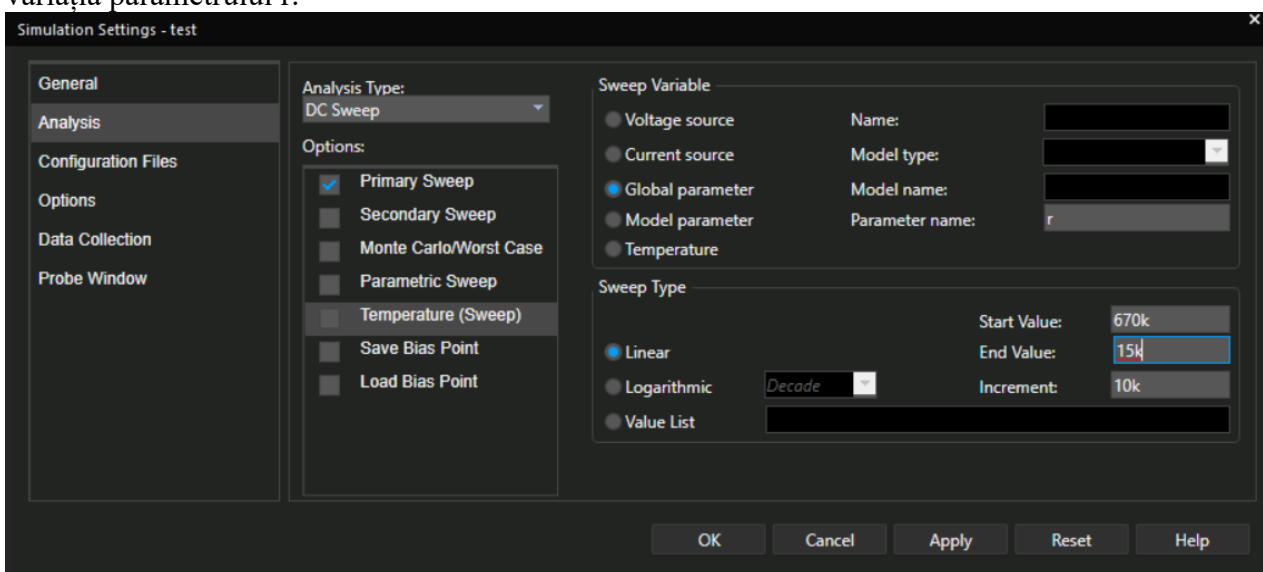 variația parametrului r.
Simulation Settings - test
×
General
Analysis
Configuration Files
Options
Data Collection
Probe Window
Analysis Type:
DC Sweep
Options:
Primary Sweep
Secondary Sweep
Monte Carlo/Worst Case
Parametric Sweep
Temperature (Sweep)
Save Bias Point
Load Bias Point
Sweep Variable
Voltage source
Name:
Current source
Model type:
Global parameter
Model name:
Model parameter
Parameter name:
r
Temperature
Sweep Type
Start Value:
670k
Linear
End Value:
15k
Logarithmic
Decade
Increment:
10k
Value List
OK
Cancel
Apply
Reset
Help